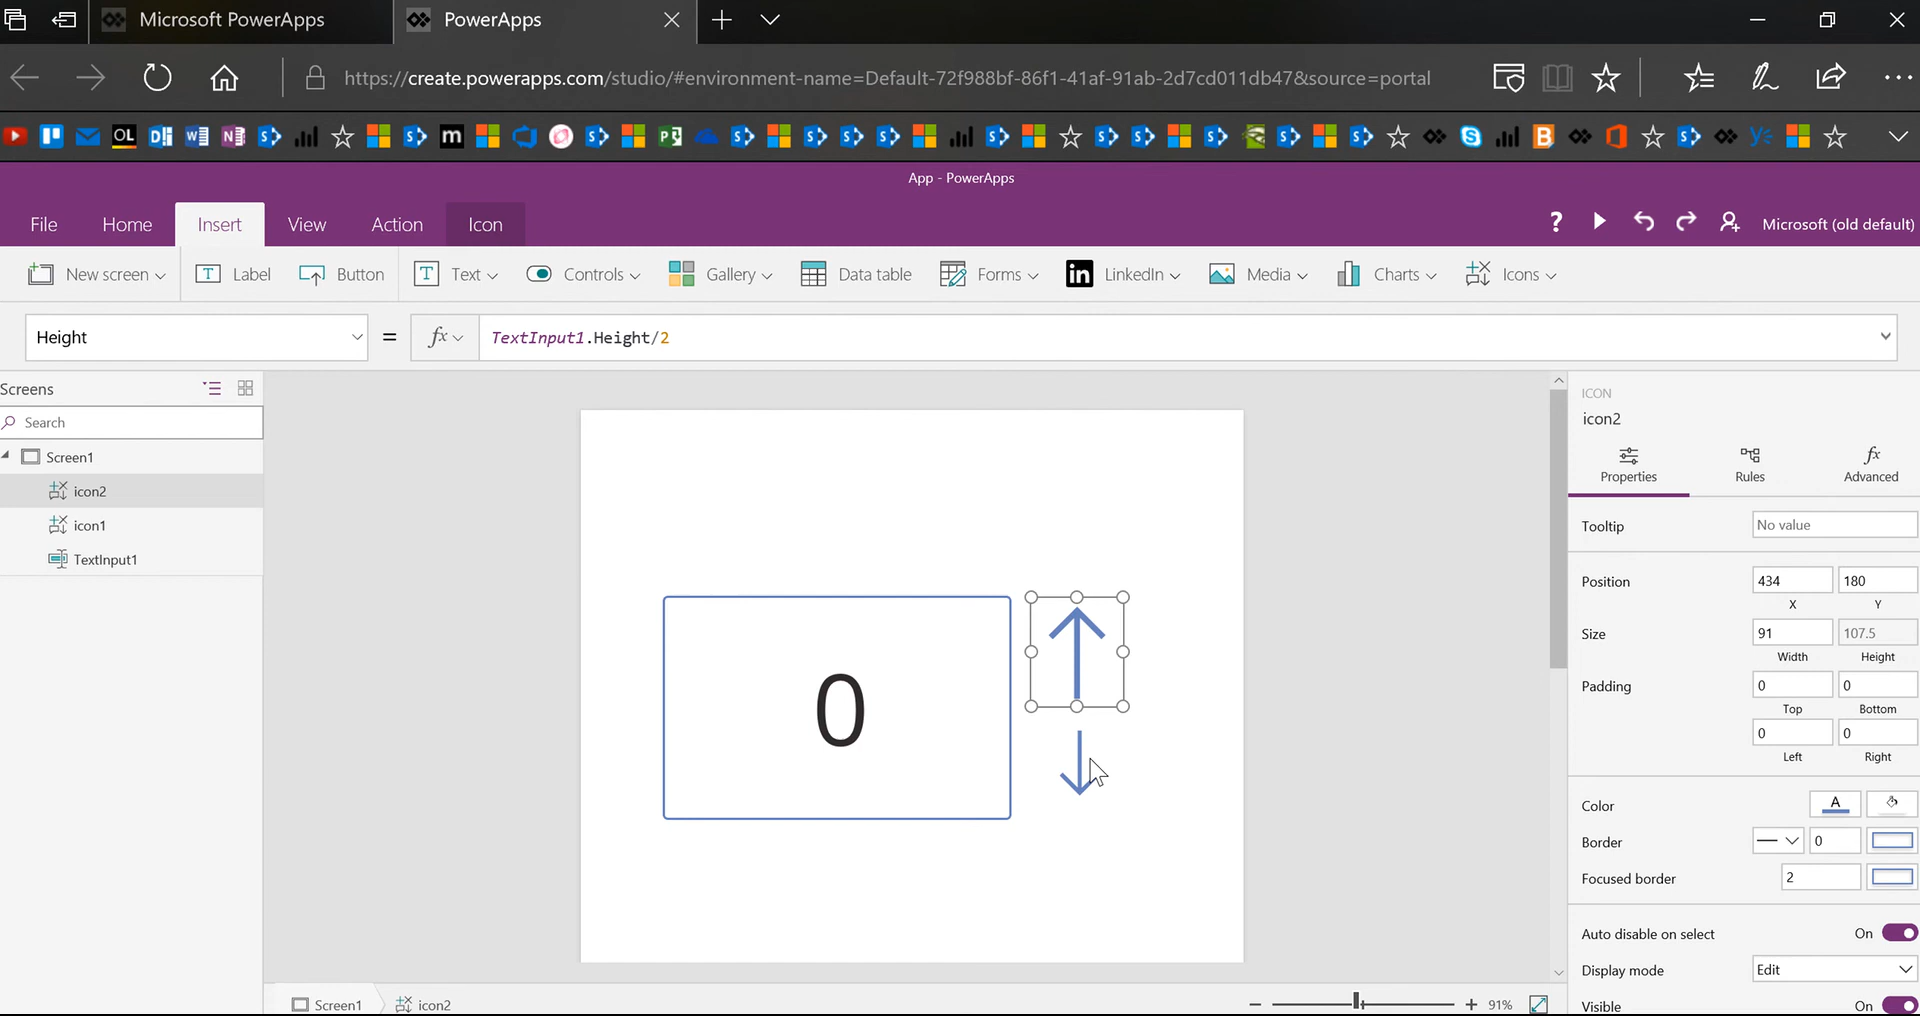 Microsoft PowerApps
PowerApps
https://create.powerapps.com/studio/#environment-name=Default-72f988bf-86f1-41af-91ab-2d7cd011db47&source=portal
OL
m
App - PowerApps
File Home Insert View Action Icon
? Microsoft (old default)
New screen Label Button Text Controls Gallery Data table Forms LinkedIn Media Charts Icons
Height = fx TextInput1.Height/2
Screens
Search
Screen1
icon2
icon1
TextInput1
0
ICON
icon2
Properties Rules Advanced
Tooltip No value
Position 434 180
X Y
Size 91 107.5
Width Height
Padding 0 0
Top Bottom
0 0
Left Right
Color A
Border 0
Focused border 2
Auto disable on select On
Display mode Edit
Visible On
Screen1 icon2 91%